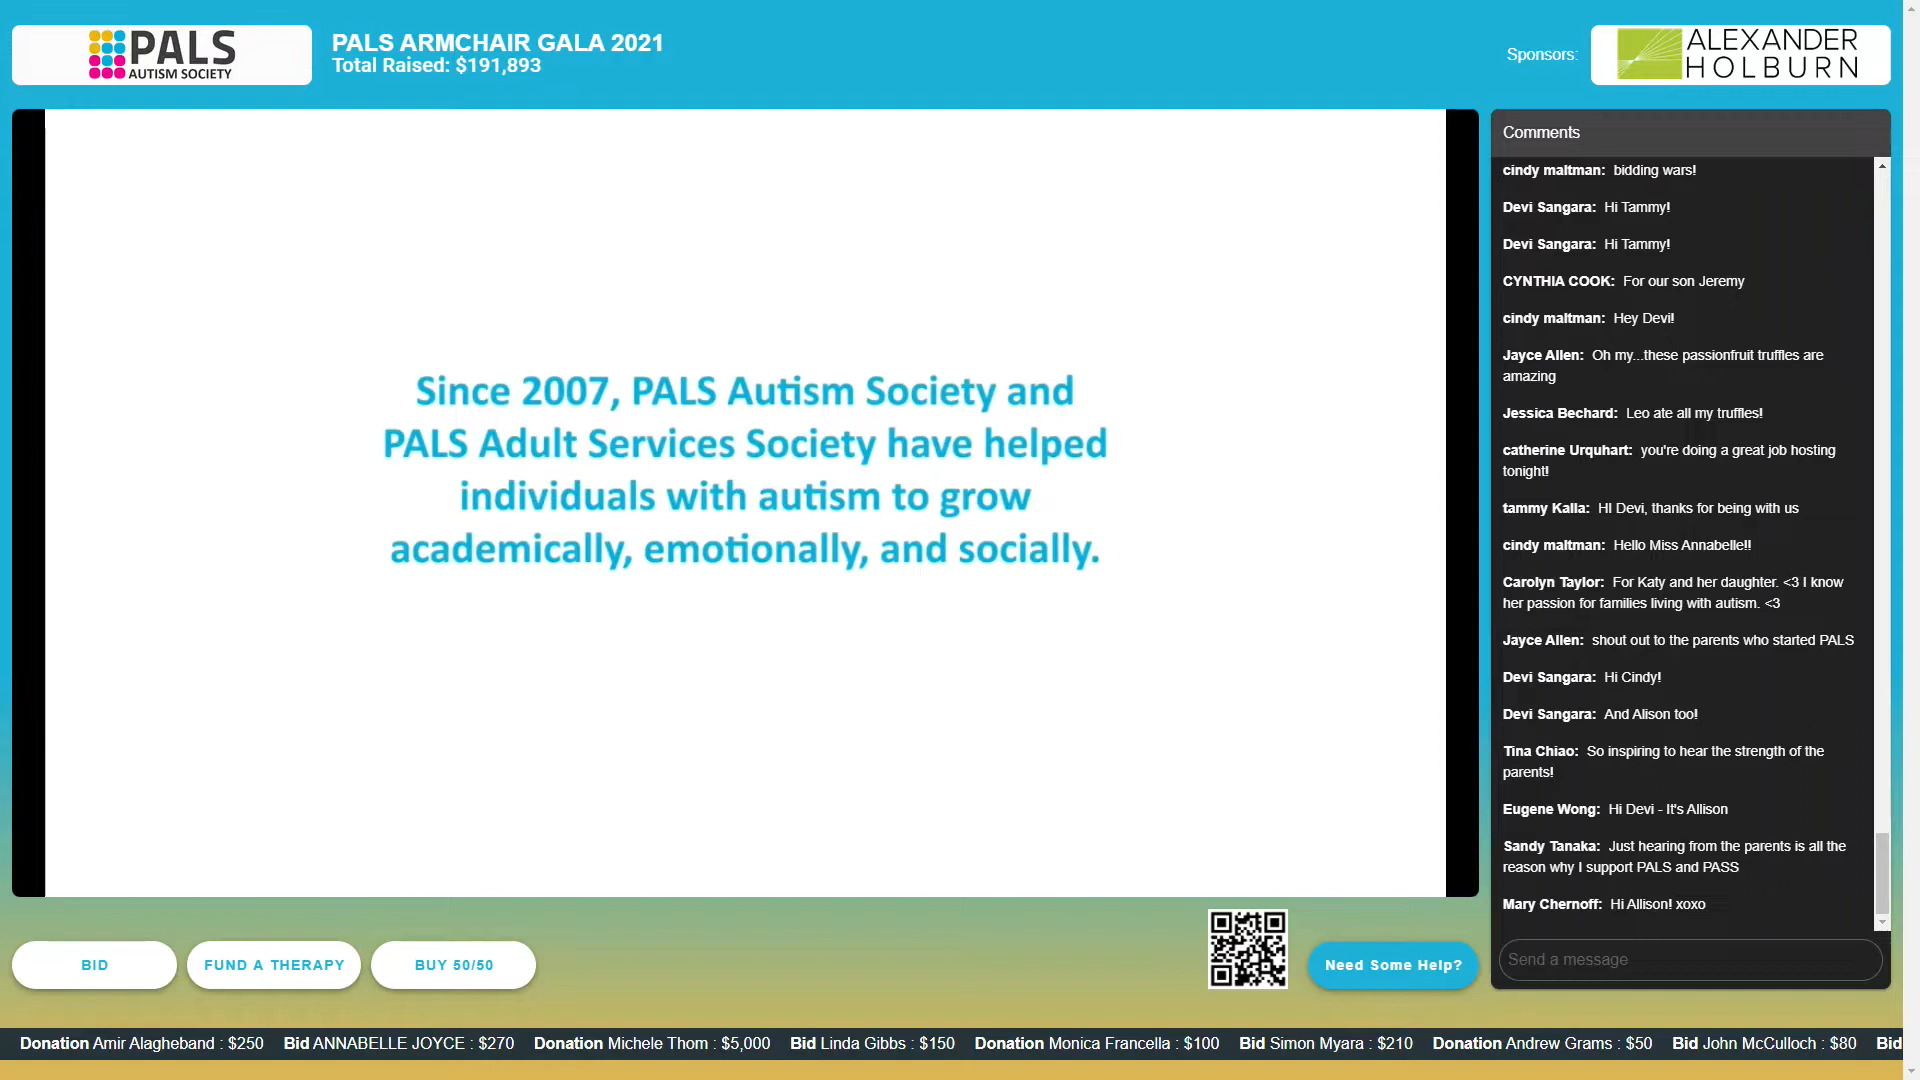 PALS
AUTISM SOCIETY
PALS ARMCHAIR GALA 2021
Total Raised: $191,893
Sponsors:
ALEXANDER
HOLBURN
Since 2007, PALS Autism Society and
PALS Adult Services Society have helped
individuals with autism to grow
academically, emotionally, and socially.
Comments
cindy maltman: bidding wars!
Devi Sangara: Hi Tammy!
Devi Sangara: Hi Tammy!
CYNTHIA COOK: For our son Jeremy
cindy maltman: Hey Devi!
Jayce Allen: Oh my...these passionfruit truffles are
amazing
Jessica Bechard: Leo ate all my truffles!
catherine Urquhart: you're doing a great job hosting
tonight!
tammy Kalla: HI Devi, thanks for being with us
cindy maltman: Hello Miss Annabelle!!
Carolyn Taylor: For Katy and her daughter. <3 I know
her passion for families living with autism. <3
Jayce Allen: shout out to the parents who started PALS
Devi Sangara: Hi Cindy!
Devi Sangara: And Alison too!
Tina Chiao: So inspiring to hear the strength of the
parents!
Eugene Wong: Hi Devi - It's Allison
Sandy Tanaka: Just hearing from the parents is all the
reason why I support PALS and PASS
Mary Chernoff: Hi Allison! xoxo
Send a message
BID
FUND A THERAPY
BUY 50/50
Need Some Help?
Donation Amir Alagheband : $250 Bid ANNABELLE JOYCE : $270 Donation Michele Thom : $5,000 Bid Linda Gibbs : $150 Donation Monica Francella : $100 Bid Simon Myara : $210 Donation Andrew Grams : $50 Bid John McCulloch : $80 Bid